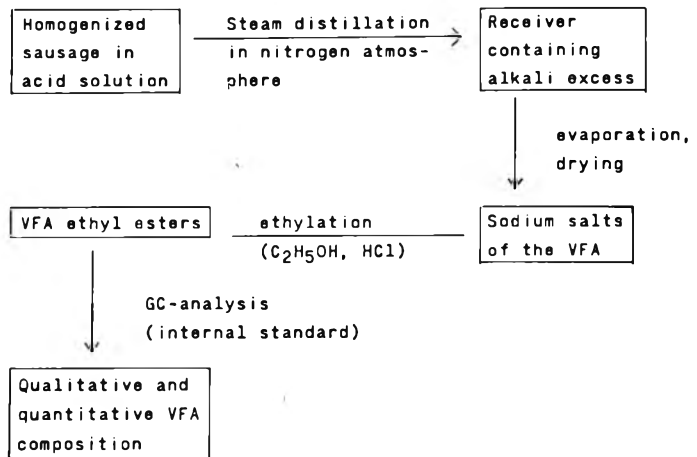 Homogenized
sausage in
acid solution
Steam distillation
in nitrogen atmos-
phere
Receiver
containing
alkali excess
evaporation,
drying
Sodium salts
of the VFA
ethylation
(C₂H₅OH, HCl)
VFA ethyl esters
GC-analysis
(internal standard)
Qualitative and
quantitative VFA
composition